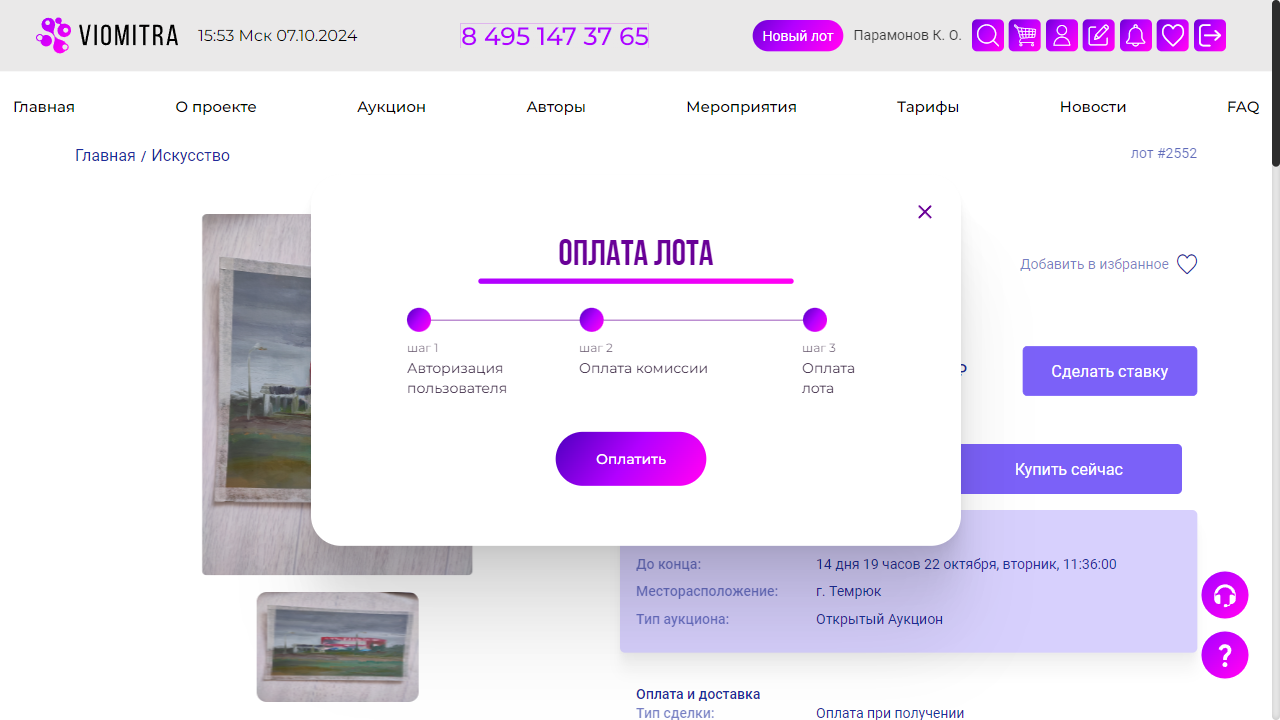 VIOMITRA 15:53 Мск 07.10.2024 8 495 147 37 65 Новый лот Парамонов К. О.
Главная О проекте Аукцион Авторы Мероприятия Тарифы Новости FAQ
Главная / Искусство лот #2552
ОПЛАТА ЛОТА
Добавить в избранное
шаг 1 шаг 2 шаг 3
Авторизация Оплата комиссии Оплата
пользователя лота
Сделать ставку
Оплатить
Купить сейчас
До конца: 14 дня 19 часов 22 октября, вторник, 11:36:00
Месторасположение: г. Темрюк
Тип аукциона: Открытый Аукцион
?
Оплата и доставка
Тип сделки: Оплата при получении